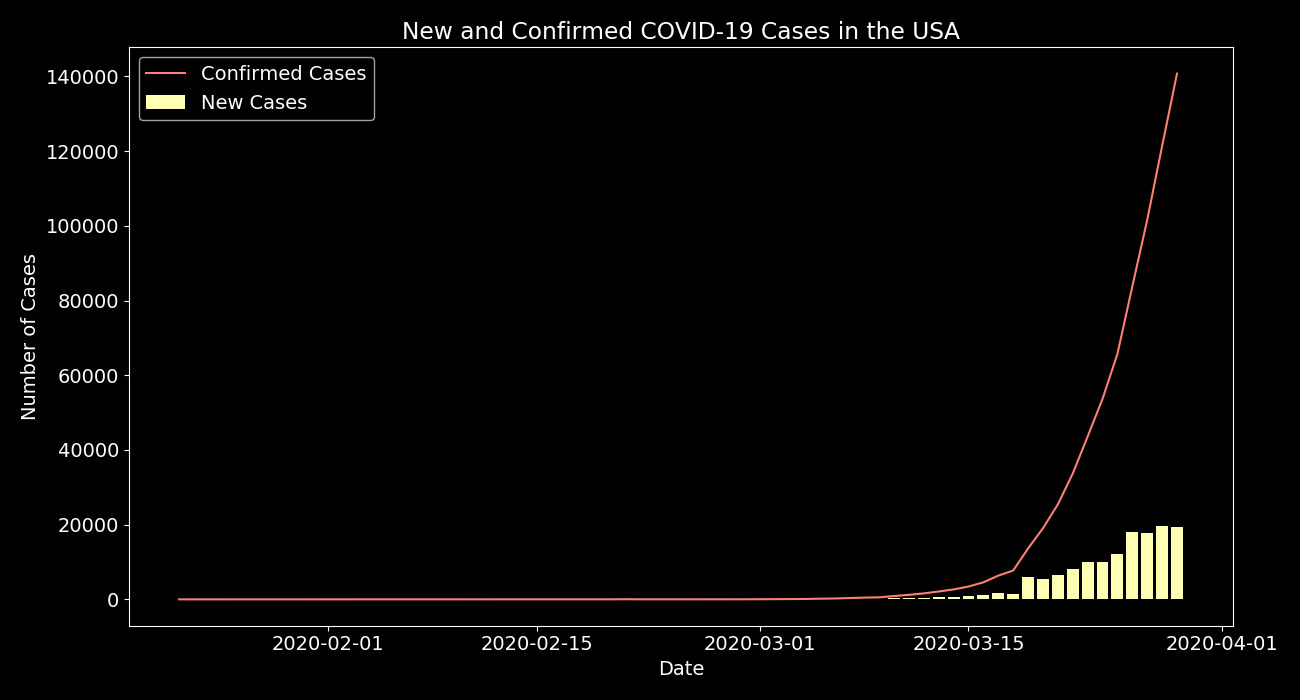 New and Confirmed COVID-19 Cases in the USA
Confirmed Cases
New Cases
140000
120000
100000
80000
60000
40000
20000
0
Number of Cases
2020-02-01 2020-02-15 2020-03-01 2020-03-15 2020-04-01
Date